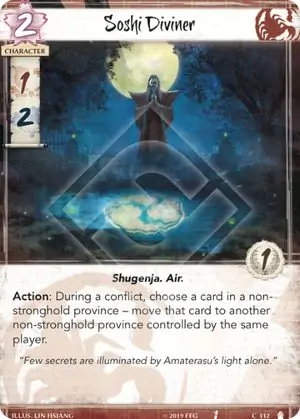 2
Soshi Diviner
CHARACTER
1
2
Shugenja. Air.
1
Action: During a conflict, choose a card in a non-
stronghold province – move that card to another
non-stronghold province controlled by the same
player.
"Few secrets are illuminated by Amaterasu's light alone."
ILLUS. LIN HSIANG © 2019 FFG C 112